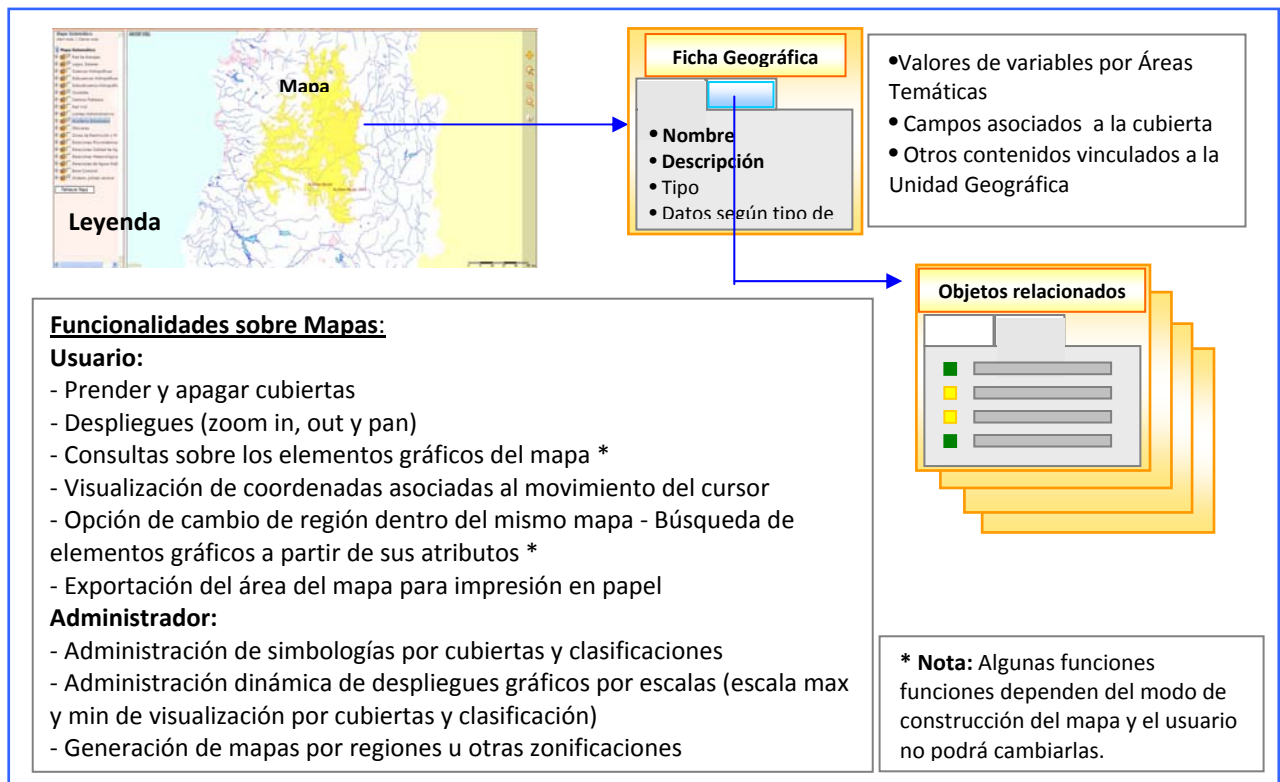 Mapa
Leyenda
Ficha Geográfica
• Nombre
• Descripción
• Tipo
• Datos según tipo de
•Valores de variables por Áreas
Temáticas
• Campos asociados a la cubierta
• Otros contenidos vinculados a la
Unidad Geográfica
Objetos relacionados
Funcionalidades sobre Mapas:
Usuario:
- Prender y apagar cubiertas
- Despliegues (zoom in, out y pan)
- Consultas sobre los elementos gráficos del mapa *
- Visualización de coordenadas asociadas al movimiento del cursor
- Opción de cambio de región dentro del mismo mapa - Búsqueda de
elementos gráficos a partir de sus atributos *
- Exportación del área del mapa para impresión en papel
Administrador:
- Administración de simbologías por cubiertas y clasificaciones
- Administración dinámica de despliegues gráficos por escalas (escala max
y min de visualización por cubiertas y clasificación)
- Generación de mapas por regiones u otras zonificaciones
* Nota: Algunas funciones
funciones dependen del modo de
construcción del mapa y el usuario
no podrá cambiarlas.